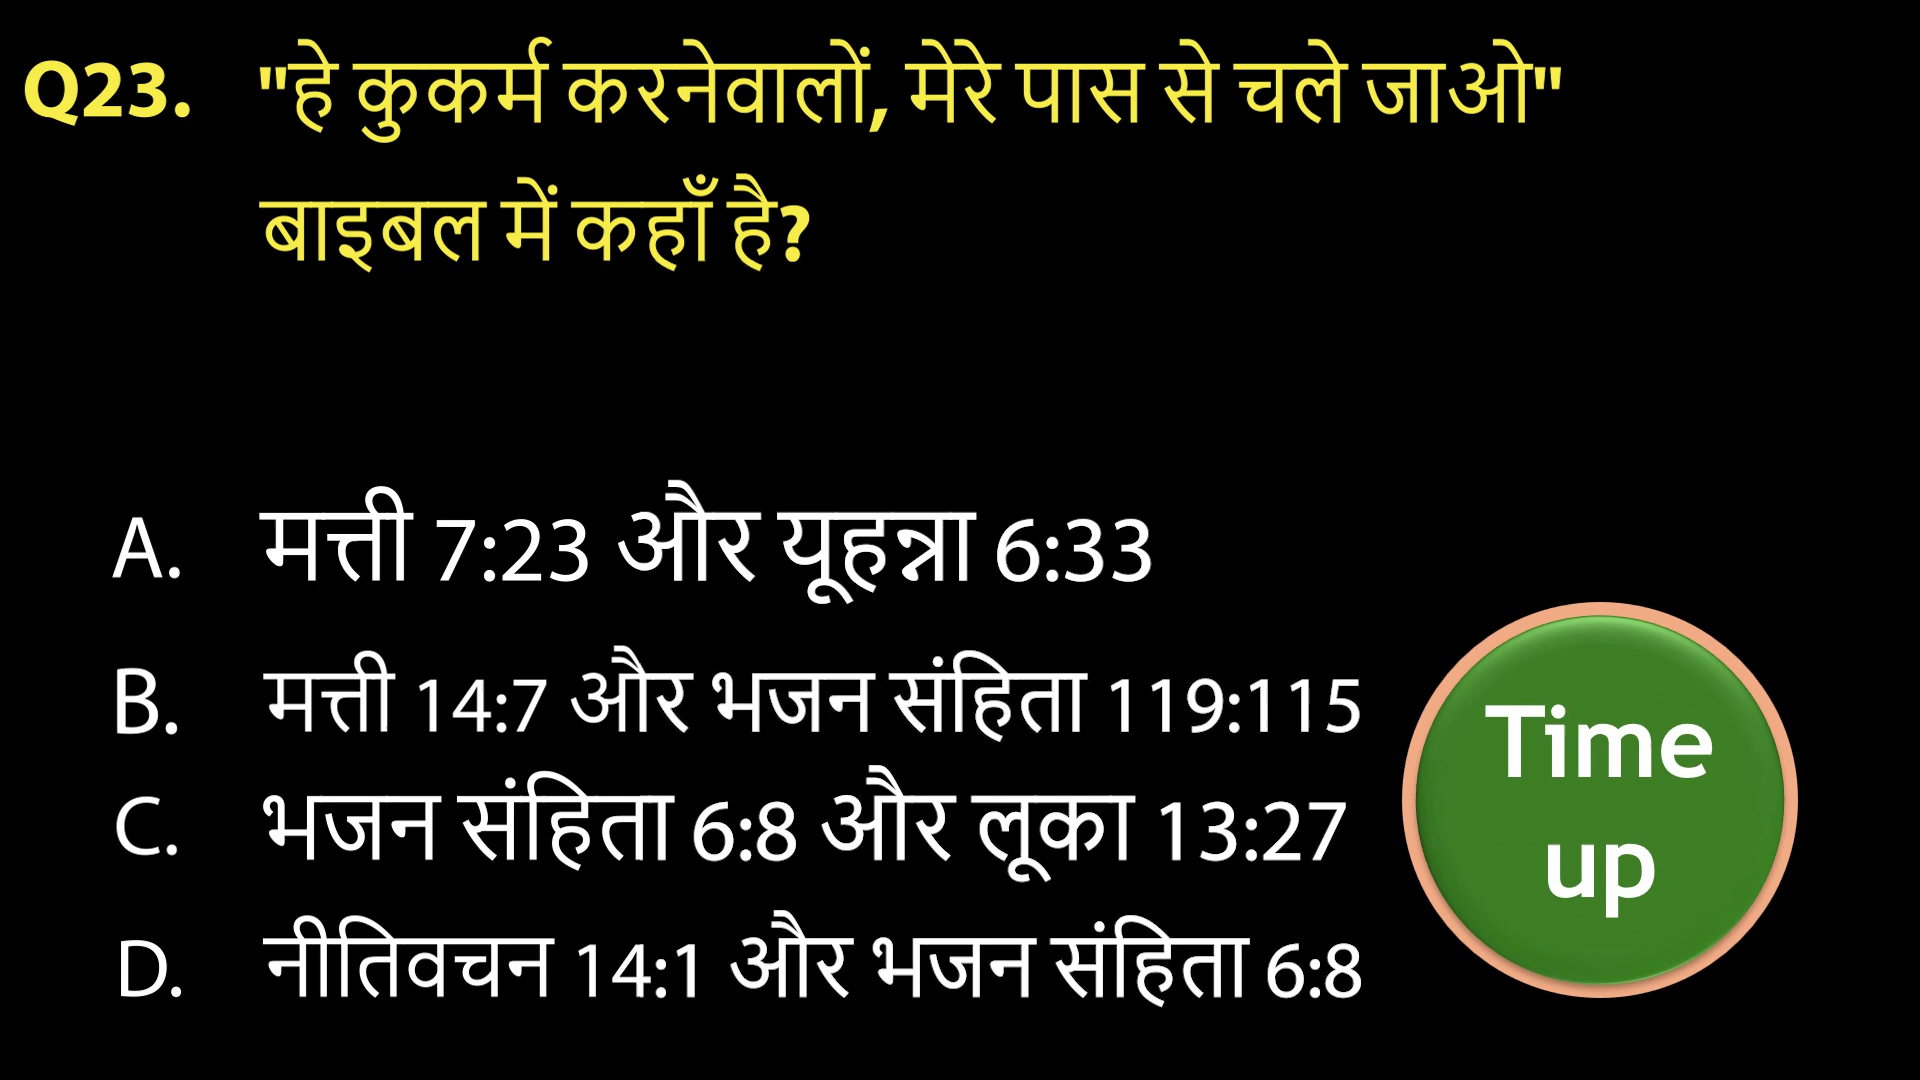 Q23. "हे कुकर्म करनेवालों, मेरे पास से चले जाओ"
बाइबल में कहाँ है?
A. मत्ती 7:23 और यूहन्ना 6:33
B. मत्ती 14:7 और भजन संहिता 119:115
C. भजन संहिता 6:8 और लूका 13:27
D. नीतिवचन 14:1 और भजन संहिता 6:8
Time
up